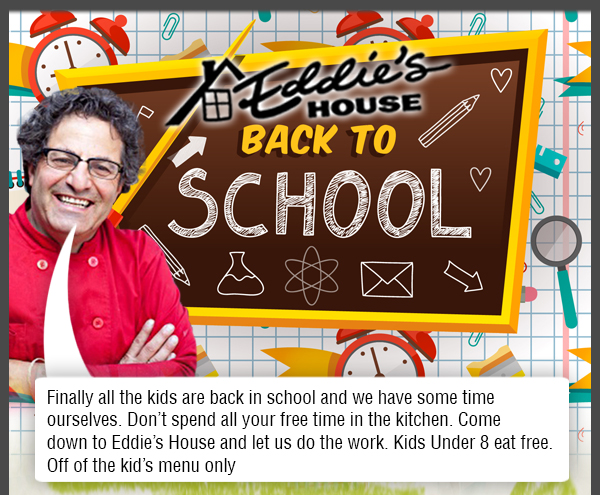 Eddie's
HOUSE
BACK TO
SCHOOL
Finally all the kids are back in school and we have some time
ourselves. Don't spend all your free time in the kitchen. Come
down to Eddie's House and let us do the work. Kids Under 8 eat free.
Off of the kid's menu only